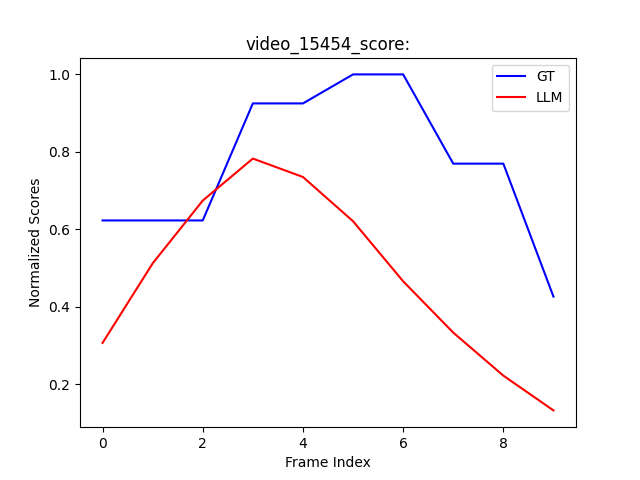 video_15454_score:
GT
LLM
1.0
0.8
0.6
0.4
0.2
Normalized Scores
0 2 4 6 8
Frame Index